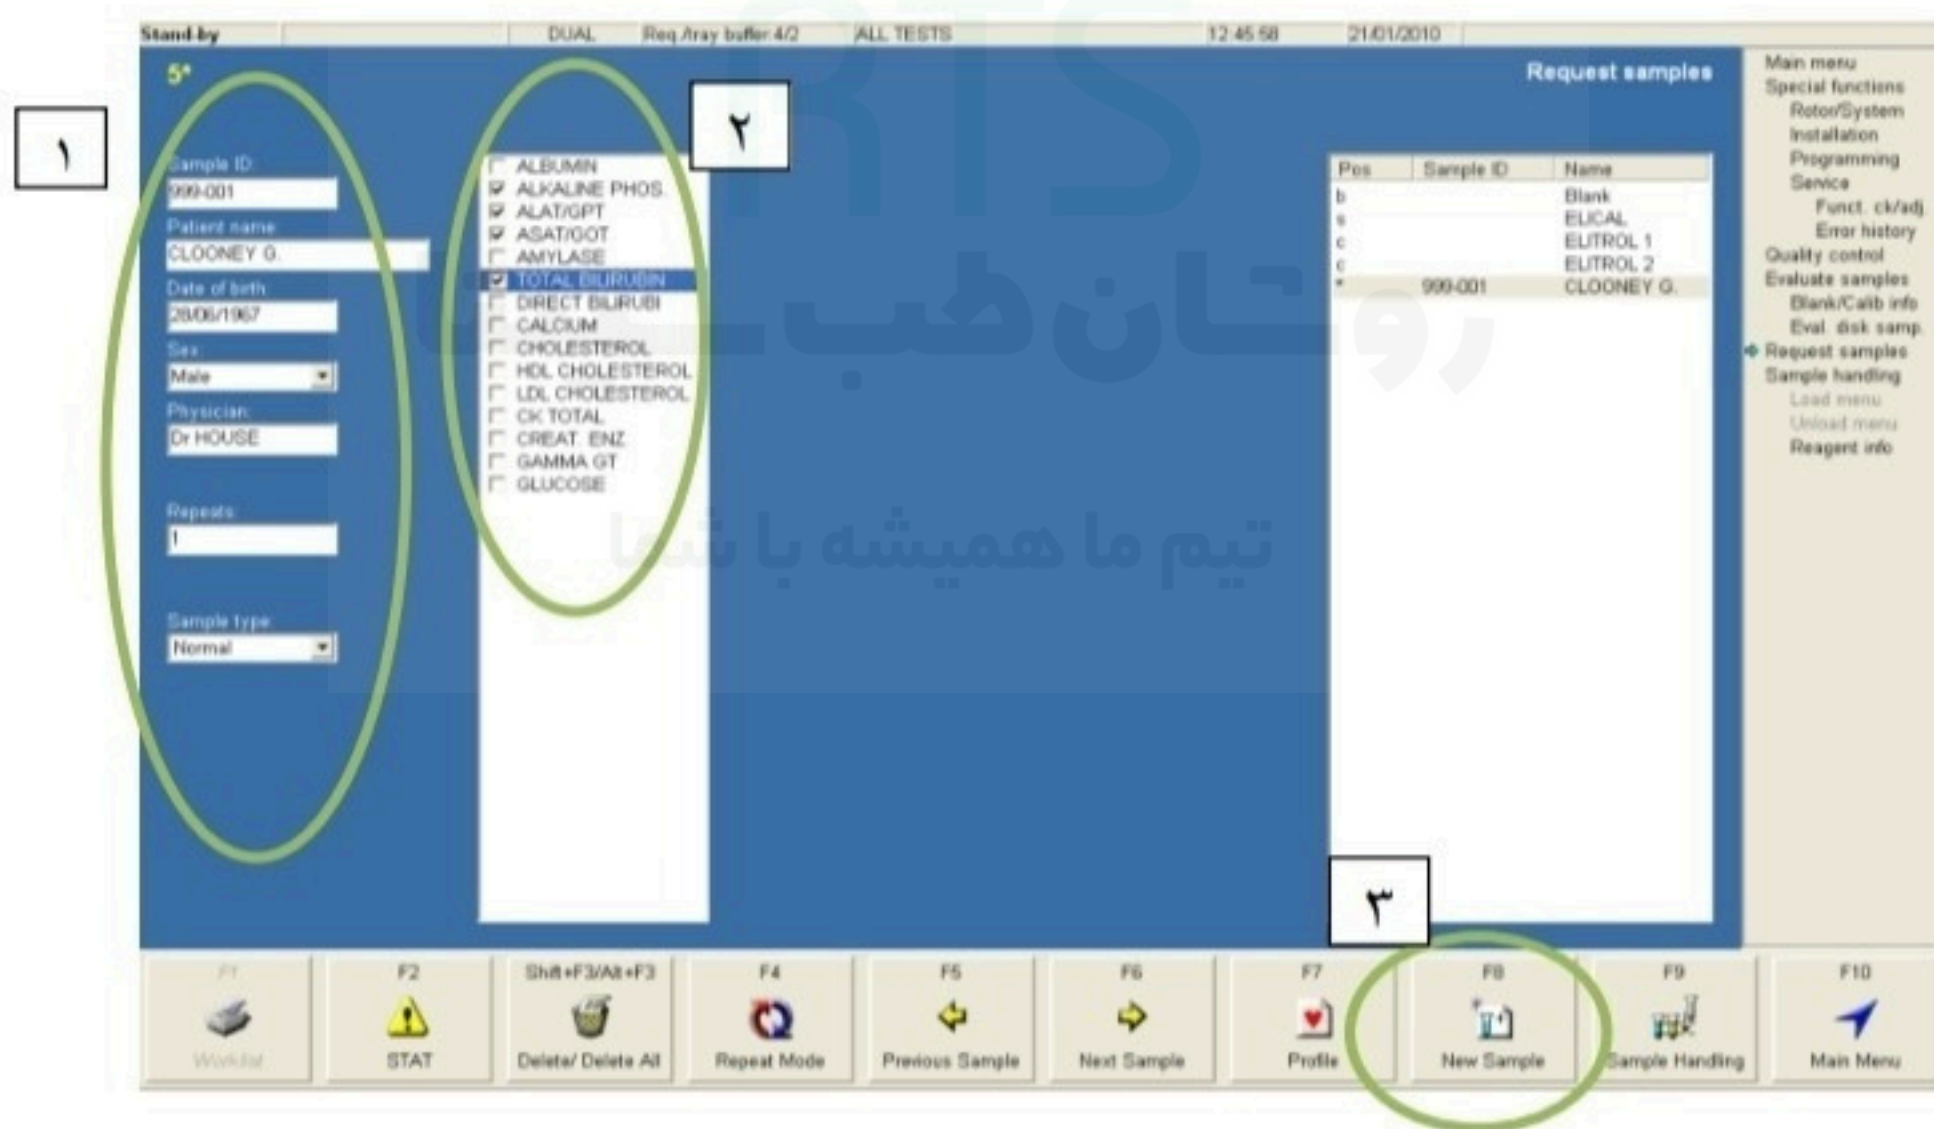 Stand-by DUAL Req./tray buffer:4/2 ALL TESTS 12:45:58 21/01/2010
5*
Request samples
۱
۲
Sample ID:
999-001
Patient name:
CLOONEY G.
Date of birth:
28/06/1967
Sex:
Male
Physician:
Dr HOUSE
Repeats:
1
Sample type:
Normal
ALBUMIN
ALKALINE PHOS.
ALAT/GPT
ASAT/GOT
AMYLASE
TOTAL BILIRUBIN
DIRECT BILIRUBI
CALCIUM
CHOLESTEROL
HDL CHOLESTEROL
LDL CHOLESTEROL
CK TOTAL
CREAT. ENZ
GAMMA GT
GLUCOSE
RTS
روتان طب
تیم ما همیشه با شما
Pos Sample ID Name
b Blank
s ELICAL
c ELITROL 1
c ELITROL 2
* 999-001 CLOONEY G.
Main menu
Special functions
Rotor/System
Installation
Programming
Service
Funct. ck/adj
Error history
Quality control
Evaluate samples
Blank/Calib info
Eval. disk samp.
Request samples
Sample handling
Load menu
Unload menu
Reagent info
۳
F1 F2 Shift+F3/Alt+F3 F4 F5 F6 F7 F8 F9 F10
Worklist STAT Delete/ Delete All Repeat Mode Previous Sample Next Sample Profile New Sample Sample Handling Main Menu